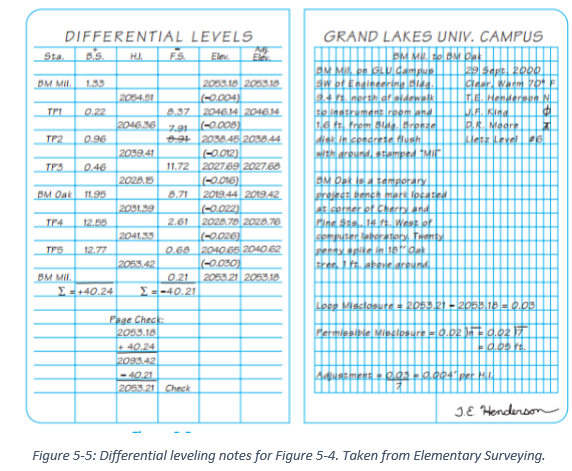 DIFFERENTIAL LEVELS
+ − Adj.
Sta. B.S. H.I. F.S. Elev. Elev.
BM Mil. 1.33 2053.18 2053.18
2054.51 (-0.004)
TP1 0.22 8.37 2046.14 2046.14
2046.36 7.91 (-0.008)
TP2 0.96 8.91 2038.45 2038.44
2039.41 (-0.012)
TP3 0.46 11.72 2027.69 2027.68
2028.15 (-0.016)
BM Oak 11.95 8.71 2019.44 2019.42
2031.39 (-0.022)
TP4 12.55 2.61 2028.78 2028.76
2041.33 (-0.026)
TP5 12.77 0.68 2040.65 2040.62
2053.42 (-0.030)
BM Mil. 0.21 2053.21 2053.18
Σ = +40.24 Σ = -40.21
Page Check:
2053.18
+ 40.24
2093.42
- 40.21
2053.21 Check
GRAND LAKES UNIV. CAMPUS
BM Mil. to BM Oak
BM Mil. on GLU Campus 29 Sept. 2000
SW of Engineering Bldg. Clear, Warm 70° F
9.4 ft. north of sidewalk T.E. Henderson N
to instrument room and J.F. King ϕ
1.6 ft. from Bldg. Bronze D.R. Moore
disk in concrete flush Lietz Level #6
with ground, stamped "Mil"
BM Oak is a temporary
project bench mark located
at corner of Cherry and
Pine Sts., 14 ft. West of
computer laboratory. Twenty
penny spike in 18" Oak
tree, 1 ft. above ground.
Loop Misclosure = 2053.21 - 2053.18 = 0.03
Permissible Misclosure = 0.02 √n = 0.02 √7
= 0.05 ft.
Adjustment = 0.03 = 0.004' per H.I.
7
J.E. Henderson
Figure 5-5: Differential leveling notes for Figure 5-4. Taken from Elementary Surveying.